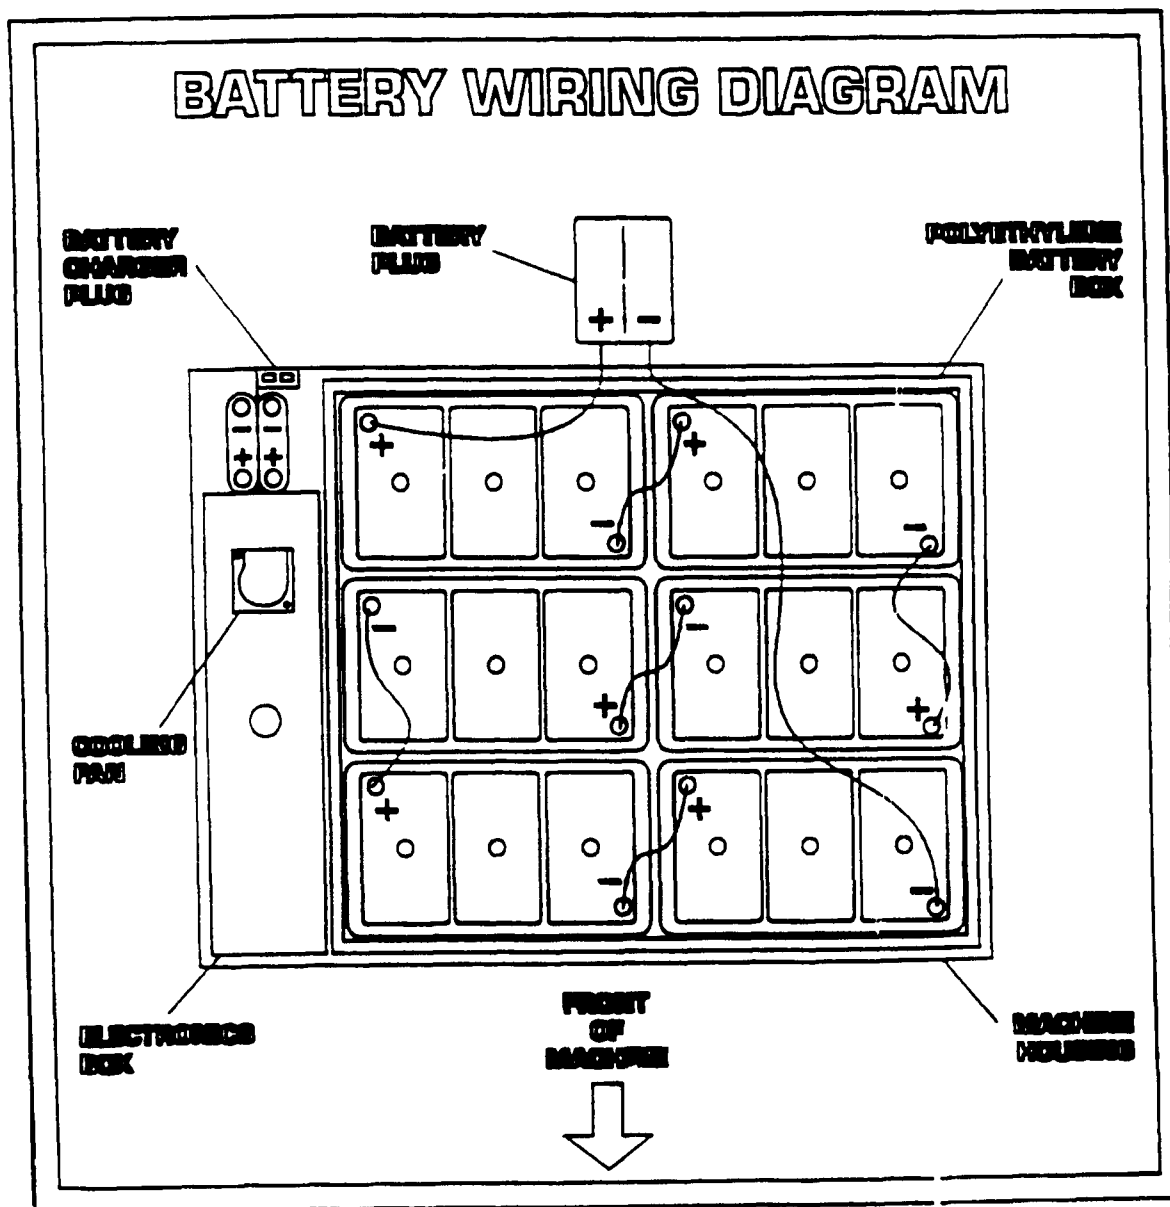 BATTERY WIRING DIAGRAM
BATTERY
CHARGER
PLUG
BATTERY
PLUG
POLYETHYLENE
BATTERY
BOX
+ −
− −
+ +
+ +
− −
− −
+ +
+ +
− −
COOLING
FAN
ELECTRONICS
BOX
FRONT
OF
MACHINE
MACHINE
HOUSING